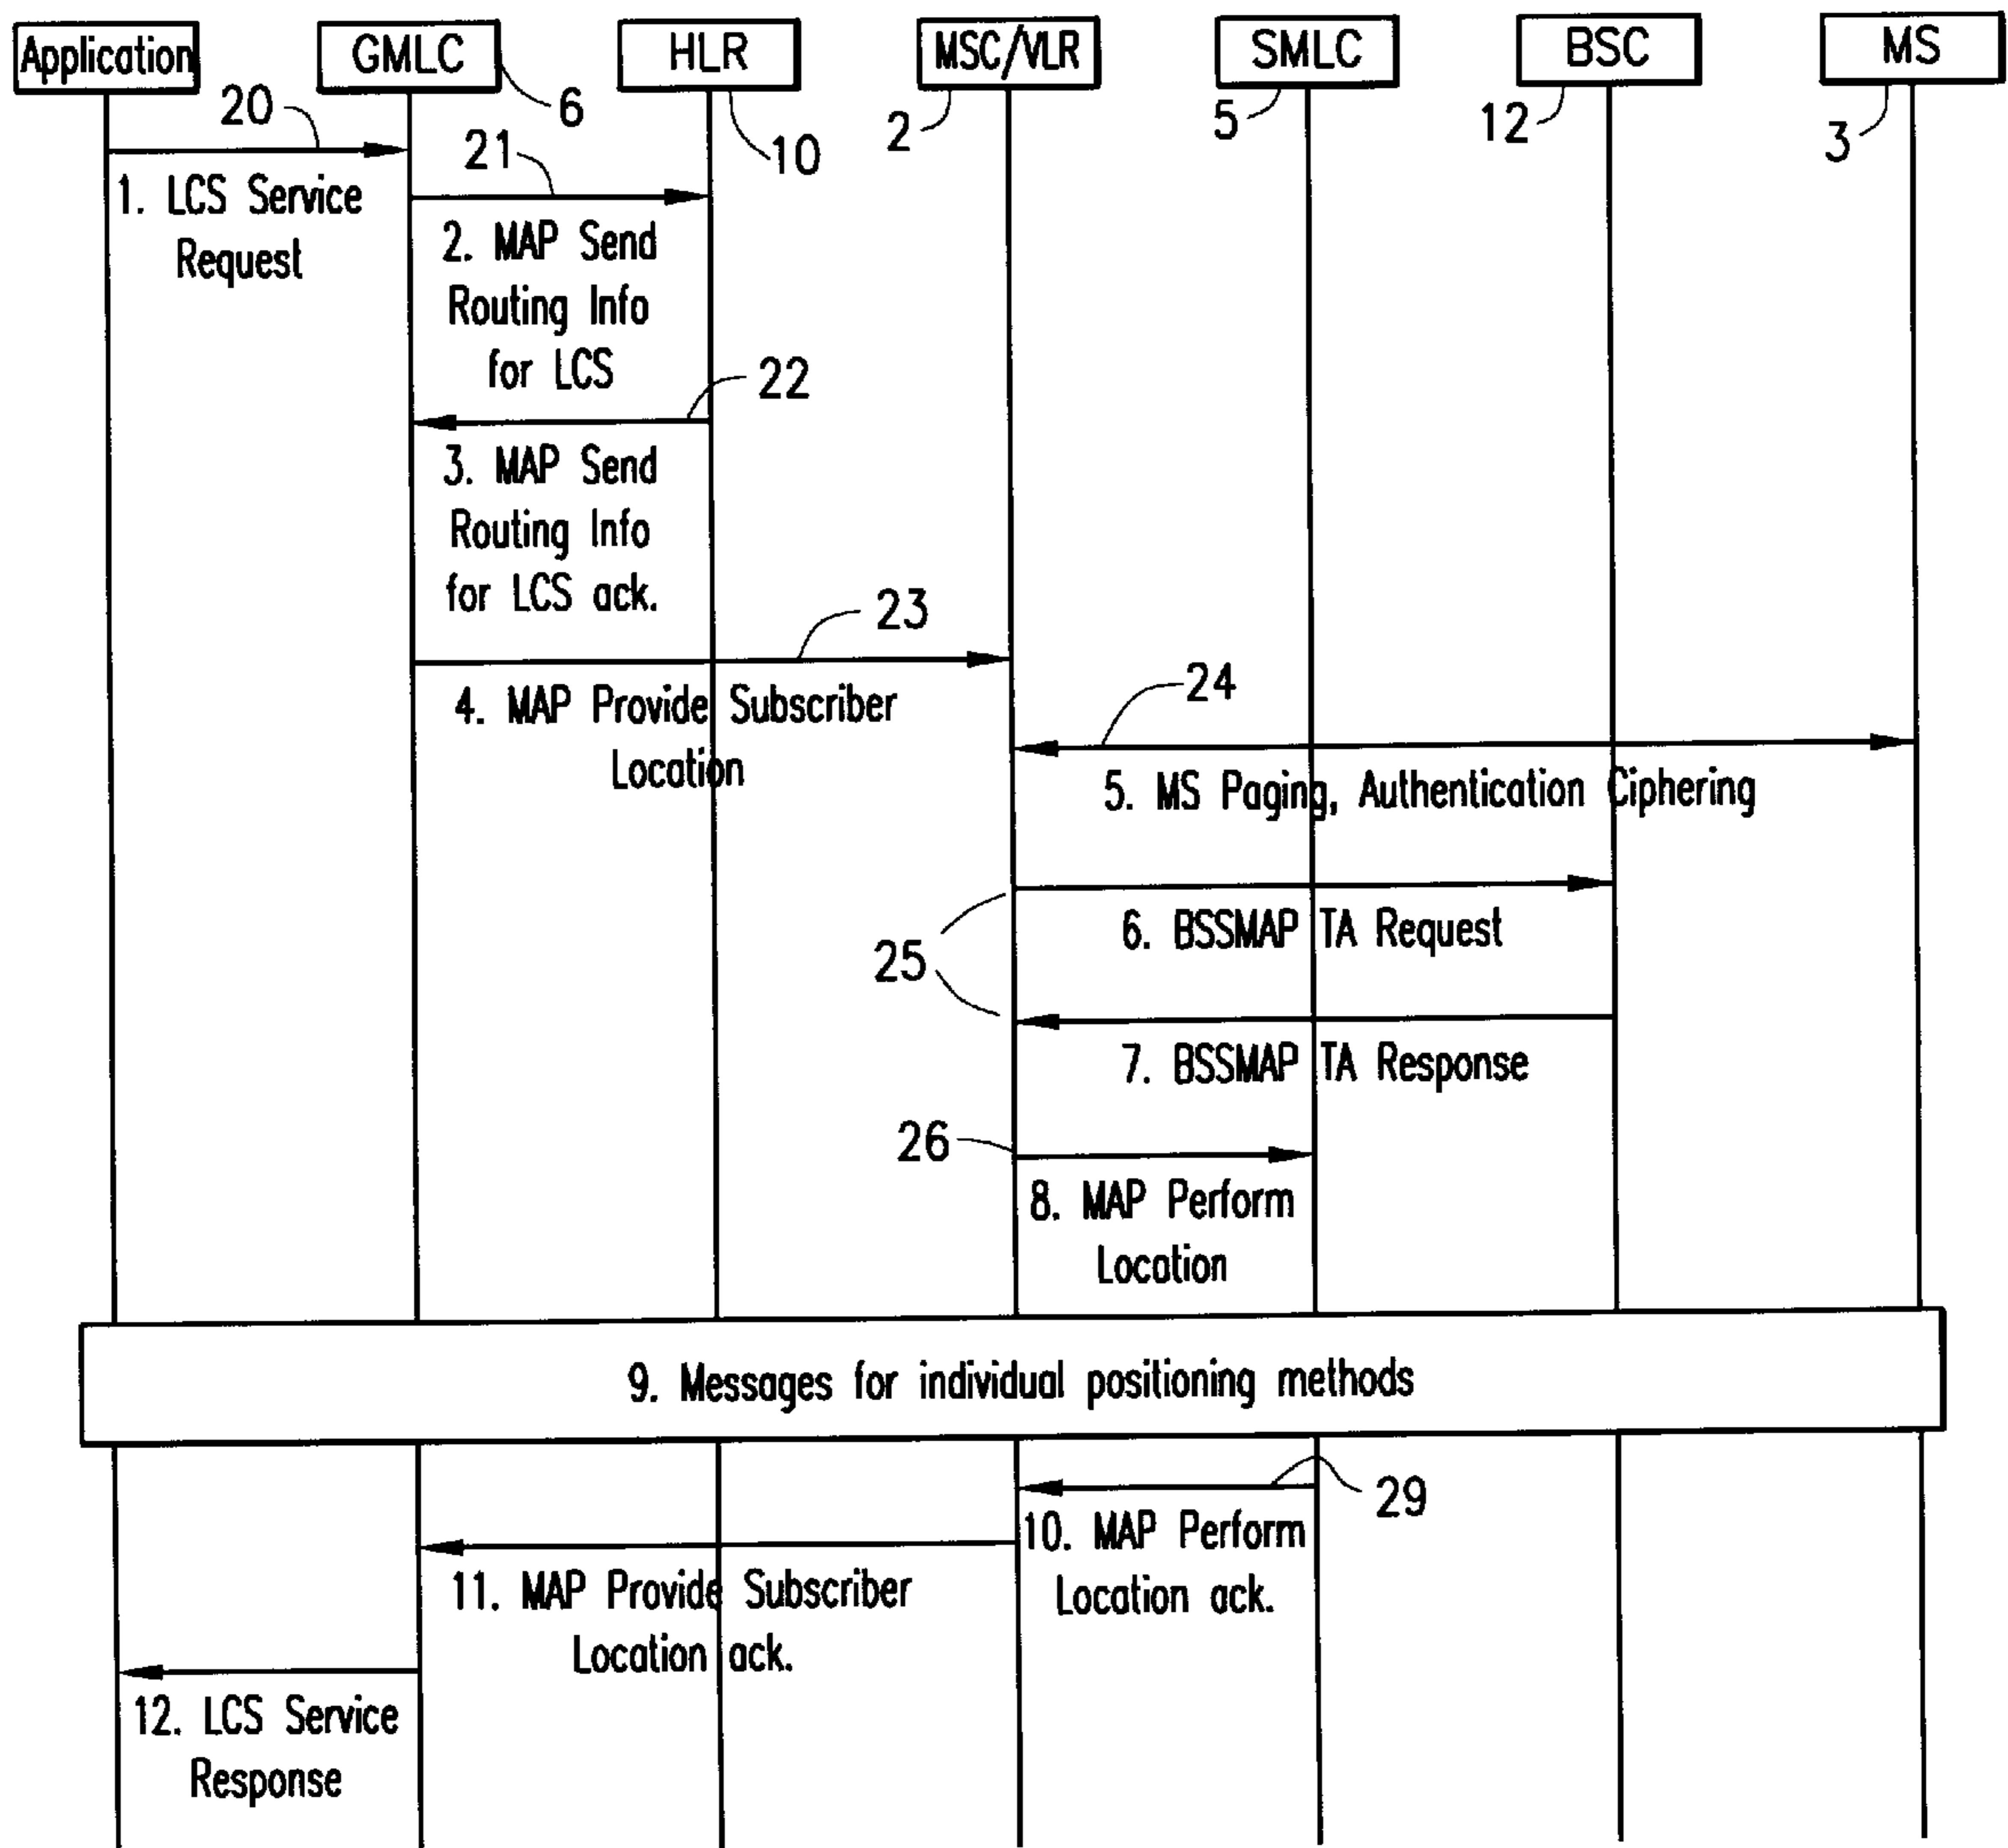 Application
GMLC
HLR
MSC/VLR
SMLC
BSC
MS
6
10
2
5
12
3
20
1. LCS Service
Request
21
2. MAP Send
Routing Info
for LCS
22
3. MAP Send
Routing Info
for LCS ack.
23
4. MAP Provide Subscriber
Location
24
5. MS Paging, Authentication Ciphering
25
6. BSSMAP TA Request
7. BSSMAP TA Response
26
8. MAP Perform
Location
9. Messages for individual positioning methods
29
10. MAP Perform
Location ack.
11. MAP Provide Subscriber
Location ack.
12. LCS Service
Response